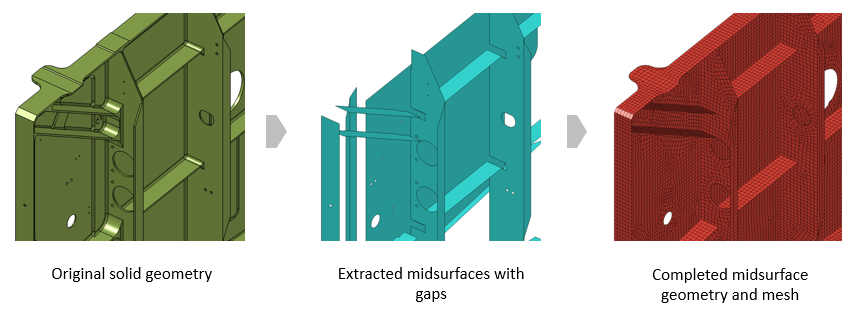 Original solid geometry
Extracted midsurfaces with
gaps
Completed midsurface
geometry and mesh